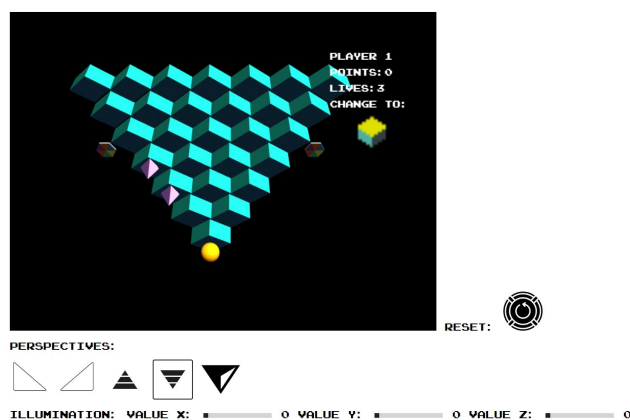 PLAYER 1
POINTS: 0
LIVES: 3
CHANGE TO:
RESET:
PERSPECTIVES:
ILLUMINATION: VALUE X: 0 VALUE Y: 0 VALUE Z: 0